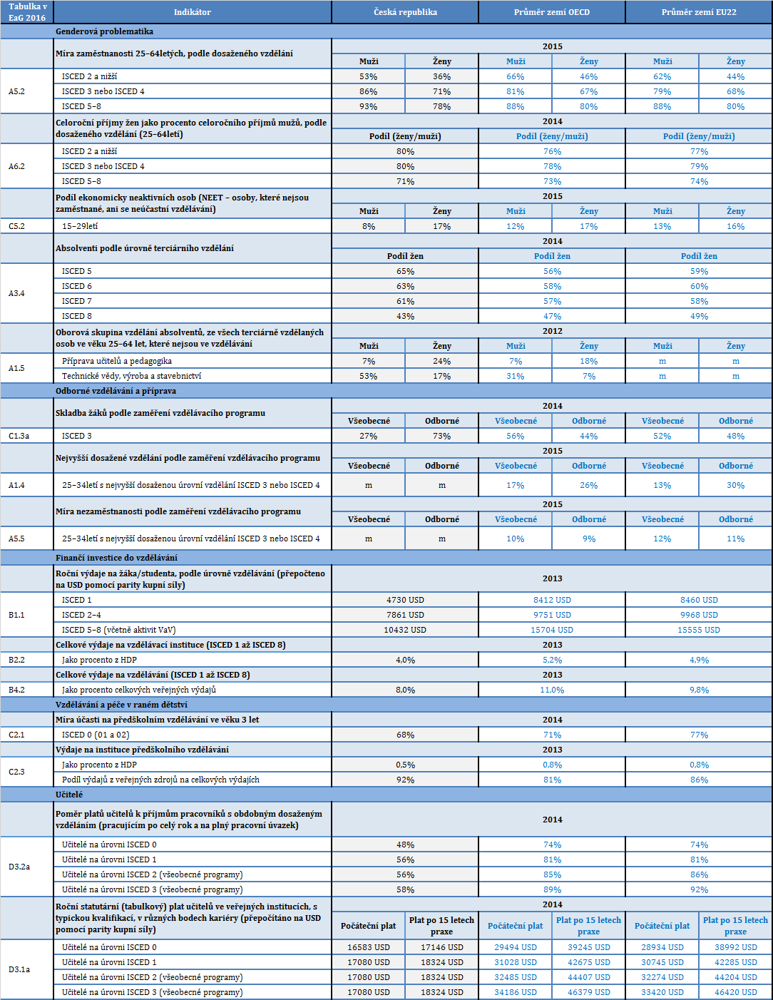 Tabulka v EaG 2016 Indikátor Česká republika Průměr zemí OECD Průměr zemí EU22
Genderová problematika
Míra zaměstnanosti 25–64letých, podle dosaženého vzdělání 2015
Muži Ženy Muži Ženy Muži Ženy
A5.2
ISCED 2 a nižší 53% 36% 66% 46% 62% 44%
ISCED 3 nebo ISCED 4 86% 71% 81% 67% 79% 68%
ISCED 5–8 93% 78% 88% 80% 88% 80%
Celoroční příjmy žen jako procento celoročního příjmů mužů, podle
dosaženého vzdělání (25–64letí)
2014
Podíl (ženy/muži) Podíl (ženy/muži) Podíl (ženy/muži)
A6.2
ISCED 2 a nižší 80% 76% 77%
ISCED 3 nebo ISCED 4 80% 78% 79%
ISCED 5–8 71% 73% 74%
Podíl ekonomicky neaktivních osob (NEET – osoby, které nejsou
zaměstnané, ani se neúčastní vzdělávání)
2015
Muži Ženy Muži Ženy Muži Ženy
C5.2 15–29letí 8% 17% 12% 17% 13% 16%
Absolventi podle úrovně terciárního vzdělání 2014
Podíl žen Podíl žen Podíl žen
A3.4
ISCED 5 65% 56% 59%
ISCED 6 63% 58% 60%
ISCED 7 61% 57% 58%
ISCED 8 43% 47% 49%
Oborová skupina vzdělání absolventů, ze všech terciárně vzdělaných
osob ve věku 25–64 let, které nejsou ve vzdělávání
2012
Muži Ženy Muži Ženy Muži Ženy
A1.5
Příprava učitelů a pedagogika 7% 24% 7% 18% m m
Technické vědy, výroba a stavebnictví 53% 17% 31% 7% m m
Odborné vzdělávání a příprava
Skladba žáků podle zaměření vzdělávacího programu 2014
Všeobecné Odborné Všeobecné Odborné Všeobecné Odborné
C1.3a ISCED 3 27% 73% 56% 44% 52% 48%
Nejvyšší dosažené vzdělání podle zaměření vzdělávacího programu 2015
Všeobecné Odborné Všeobecné Odborné Všeobecné Odborné
A1.4 25–34letí s nejvyšší dosaženou úrovní vzdělání ISCED 3 nebo ISCED 4 m m 17% 26% 13% 30%
Míra nezaměstnanosti podle zaměření vzdělávacího programu 2015
Všeobecné Odborné Všeobecné Odborné Všeobecné Odborné
A5.5 25–34letí s nejvyšší dosaženou úrovní vzdělání ISCED 3 nebo ISCED 4 m m 10% 9% 12% 11%
Finančí investice do vzdělávání
Roční výdaje na žáka/studenta, podle úrovně vzdělávání (přepočteno
na USD pomocí parity kupní síly)
2013
B1.1
ISCED 1 4730 USD 8412 USD 8460 USD
ISCED 2–4 7861 USD 9751 USD 9968 USD
ISCED 5–8 (včetně aktivit VaV) 10432 USD 15704 USD 15555 USD
Celkové výdaje na vzdělávací instituce (ISCED 1 až ISCED 8) 2013
B2.2 Jako procento z HDP 4,0% 5,2% 4,9%
Celkové výdaje na vzdělávání (ISCED 1 až ISCED 8) 2013
B4.2 Jako procento celkových veřejných výdajů 8,0% 11,0% 9,8%
Vzdělávání a péče v raném dětství
Míra účasti na předškolním vzdělávání ve věku 3 let 2014
C2.1 ISCED 0 (01 a 02) 68% 71% 77%
Výdaje na instituce předškolního vzdělávání 2013
C2.3
Jako procento z HDP 0,5% 0,8% 0,8%
Podíl výdajů z veřejných zdrojů na celkových výdajích 92% 81% 86%
Učitelé
Poměr platů učitelů k příjmům pracovníků s obdobným dosaženým
vzděláním (pracujícím po celý rok a na plný pracovní úvazek)
2014
D3.2a
Učitelé na úrovni ISCED 0 48% 74% 74%
Učitelé na úrovni ISCED 1 56% 81% 81%
Učitelé na úrovni ISCED 2 (všeobecné programy) 56% 85% 86%
Učitelé na úrovni ISCED 3 (všeobecné programy) 58% 89% 92%
Roční statutární (tabulkový) plat učitelů ve veřejných institucích, s
typickou kvalifikací, v různých bodech kariéry (přepočítáno na USD
pomocí parity kupní síly)
2014
Počáteční plat Plat po 15 letech praxe Počáteční plat Plat po 15 letech praxe Počáteční plat Plat po 15 letech praxe
D3.1a
Učitelé na úrovni ISCED 0 16583 USD 17146 USD 29494 USD 39245 USD 28934 USD 38992 USD
Učitelé na úrovni ISCED 1 17080 USD 18324 USD 31028 USD 42675 USD 30745 USD 42285 USD
Učitelé na úrovni ISCED 2 (všeobecné programy) 17080 USD 18324 USD 32485 USD 44407 USD 32274 USD 44204 USD
Učitelé na úrovni ISCED 3 (všeobecné programy) 17080 USD 18324 USD 34186 USD 46379 USD 33420 USD 46420 USD